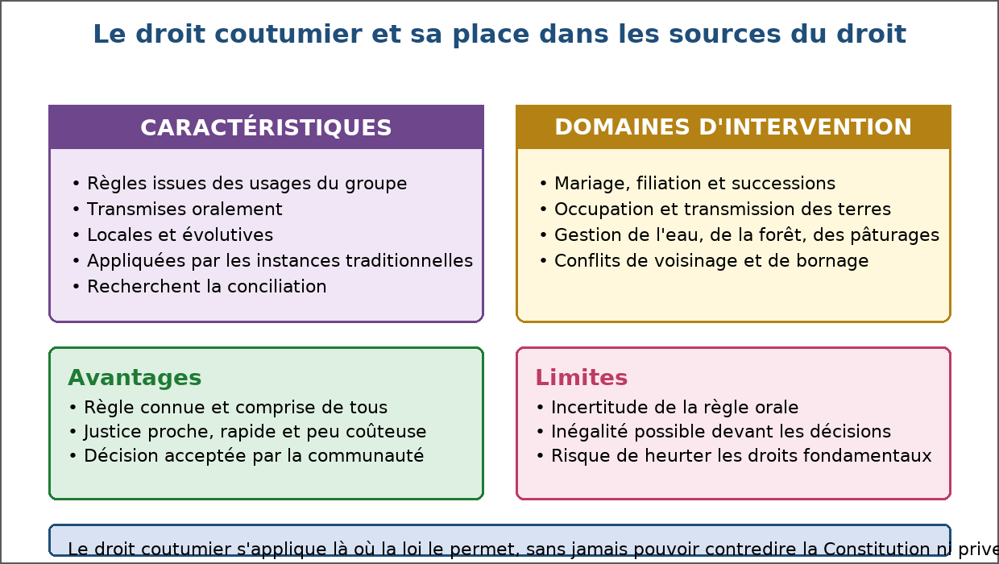 Le droit coutumier et sa place dans les sources du droit
CARACTÉRISTIQUES
• Règles issues des usages du groupe
• Transmises oralement
• Locales et évolutives
• Appliquées par les instances traditionnelles
• Recherchent la conciliation
DOMAINES D'INTERVENTION
• Mariage, filiation et successions
• Occupation et transmission des terres
• Gestion de l'eau, de la forêt, des pâturages
• Conflits de voisinage et de bornage
Avantages
• Règle connue et comprise de tous
• Justice proche, rapide et peu coûteuse
• Décision acceptée par la communauté
Limites
• Incertitude de la règle orale
• Inégalité possible devant les décisions
• Risque de heurter les droits fondamentaux
Le droit coutumier s'applique là où la loi le permet, sans jamais pouvoir contredire la Constitution ni